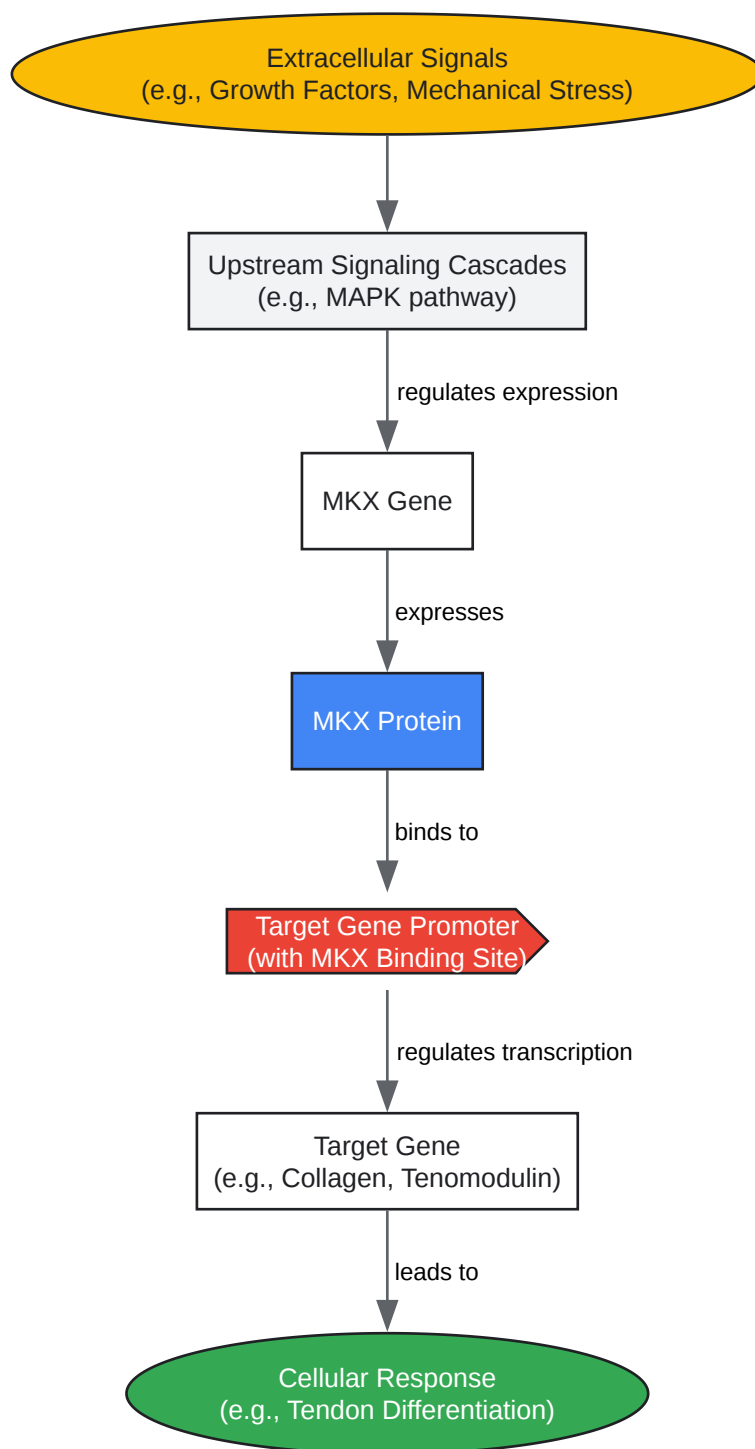 Extracellular Signals
(e.g., Growth Factors, Mechanical Stress)
Upstream Signaling Cascades
(e.g., MAPK pathway)
regulates expression
MKX Gene
expresses
MKX Protein
binds to
Target Gene Promoter
(with MKX Binding Site)
regulates transcription
Target Gene
(e.g., Collagen, Tenomodulin)
leads to
Cellular Response
(e.g., Tendon Differentiation)